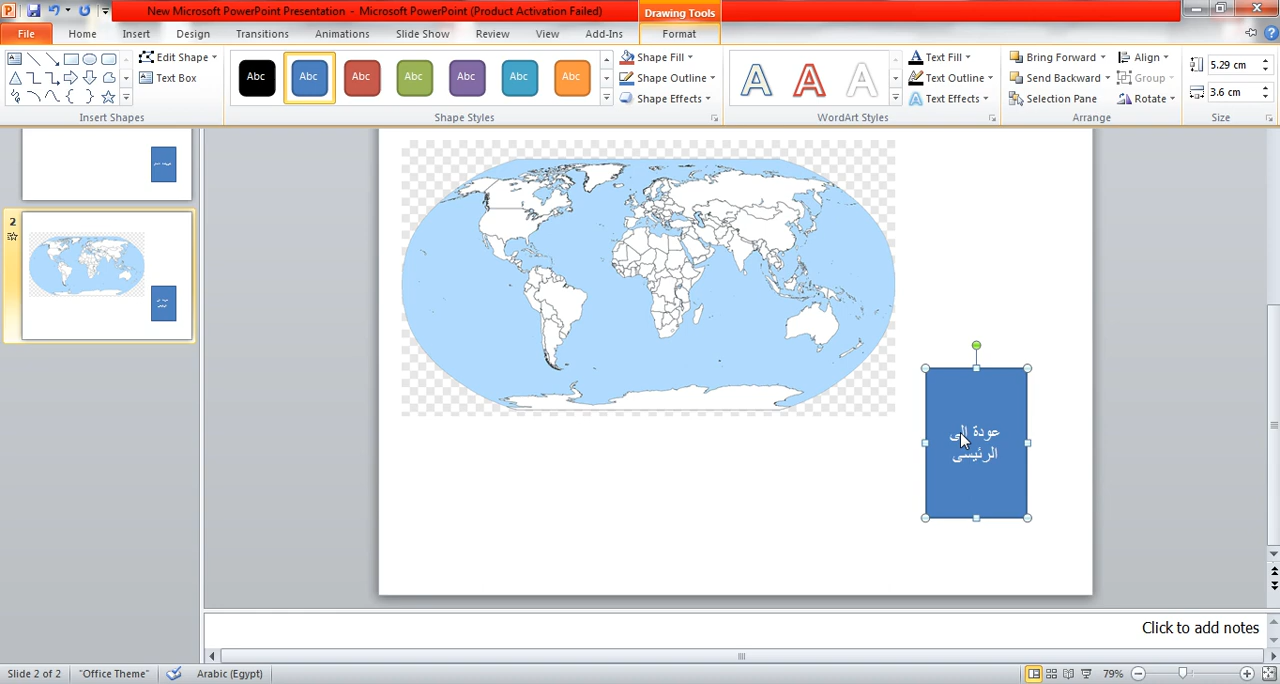 New Microsoft PowerPoint Presentation - Microsoft PowerPoint (Product Activation Failed)
Drawing Tools
File Home Insert Design Transitions Animations Slide Show Review View Add-Ins Format
Edit Shape
Text Box
Insert Shapes
Abc Abc Abc Abc Abc Abc Abc
Shape Fill
Shape Outline
Shape Effects
Shape Styles
Text Fill
Text Outline
Text Effects
WordArt Styles
Bring Forward
Send Backward
Selection Pane
Align
Group
Rotate
Arrange
5.29 cm
3.6 cm
Size
2
عودة الى
الرئيسى
Click to add notes
Slide 2 of 2 "Office Theme" Arabic (Egypt) 79%